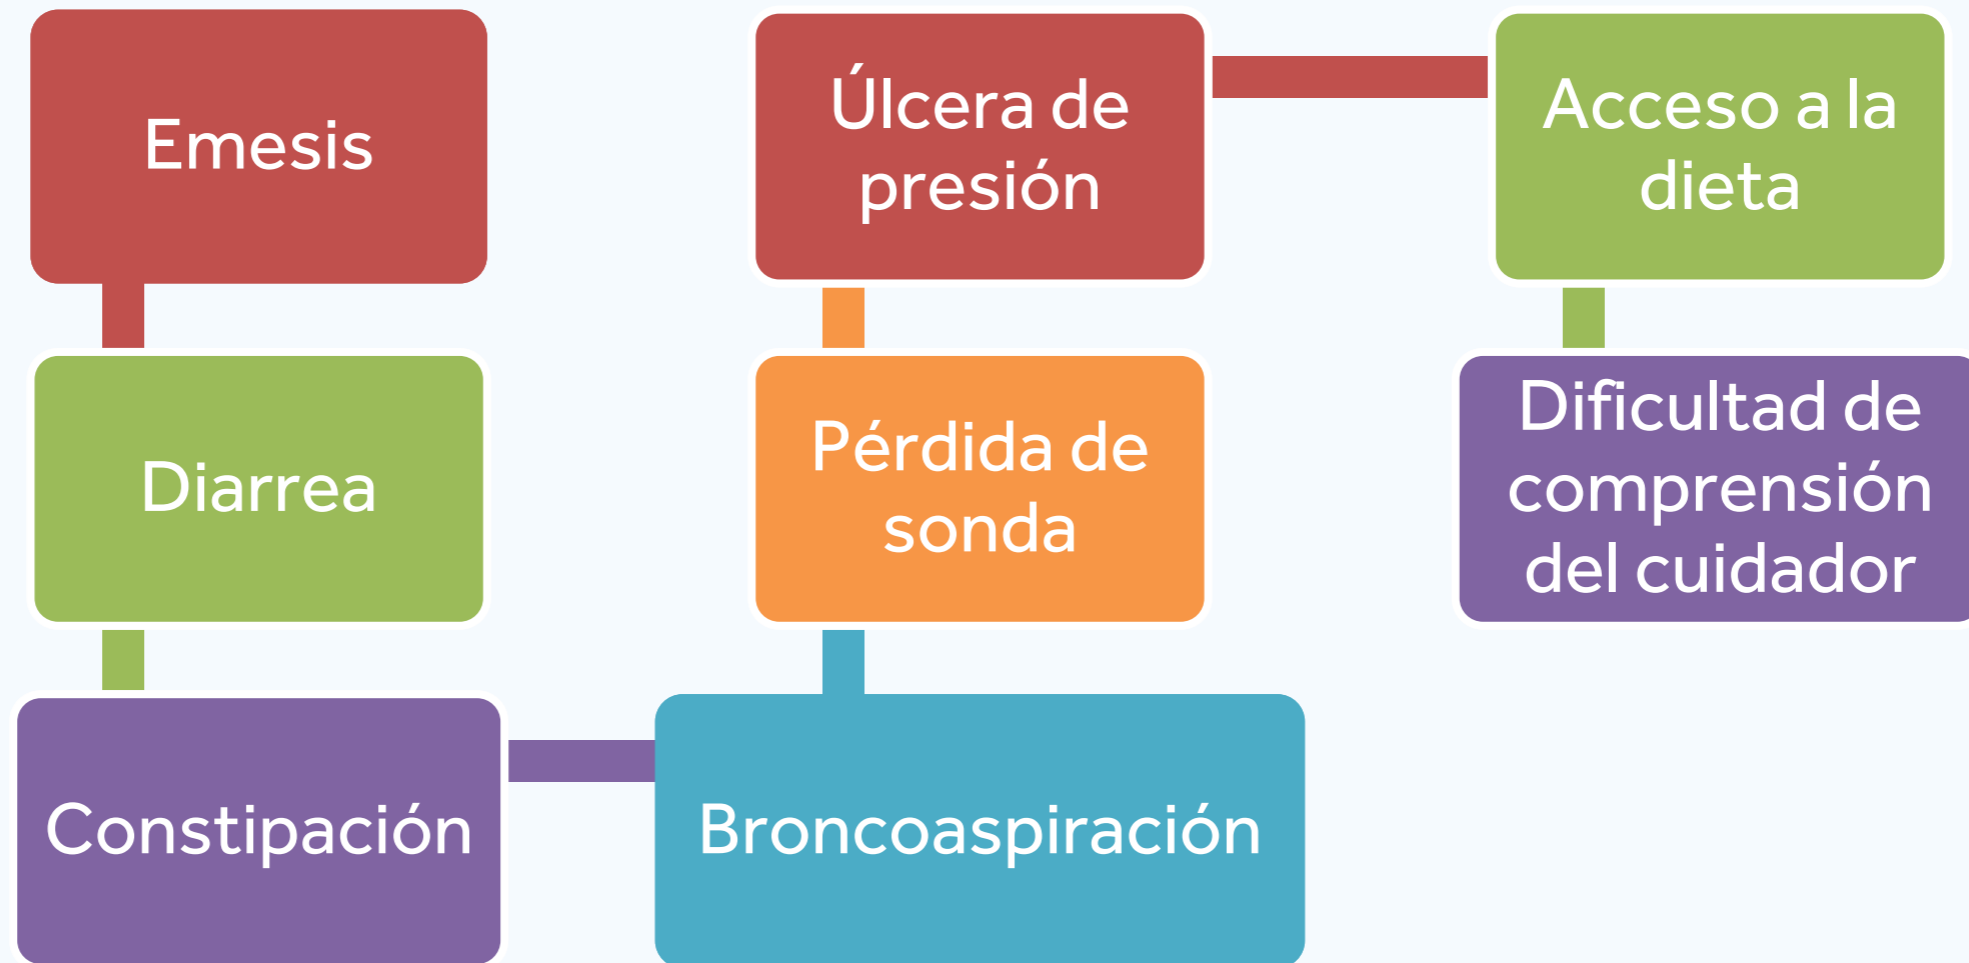 Emesis
Diarrea
Constipación
Broncoaspiración
Pérdida de
sonda
Úlcera de
presión
Acceso a la
dieta
Dificultad de
comprensión
del cuidador